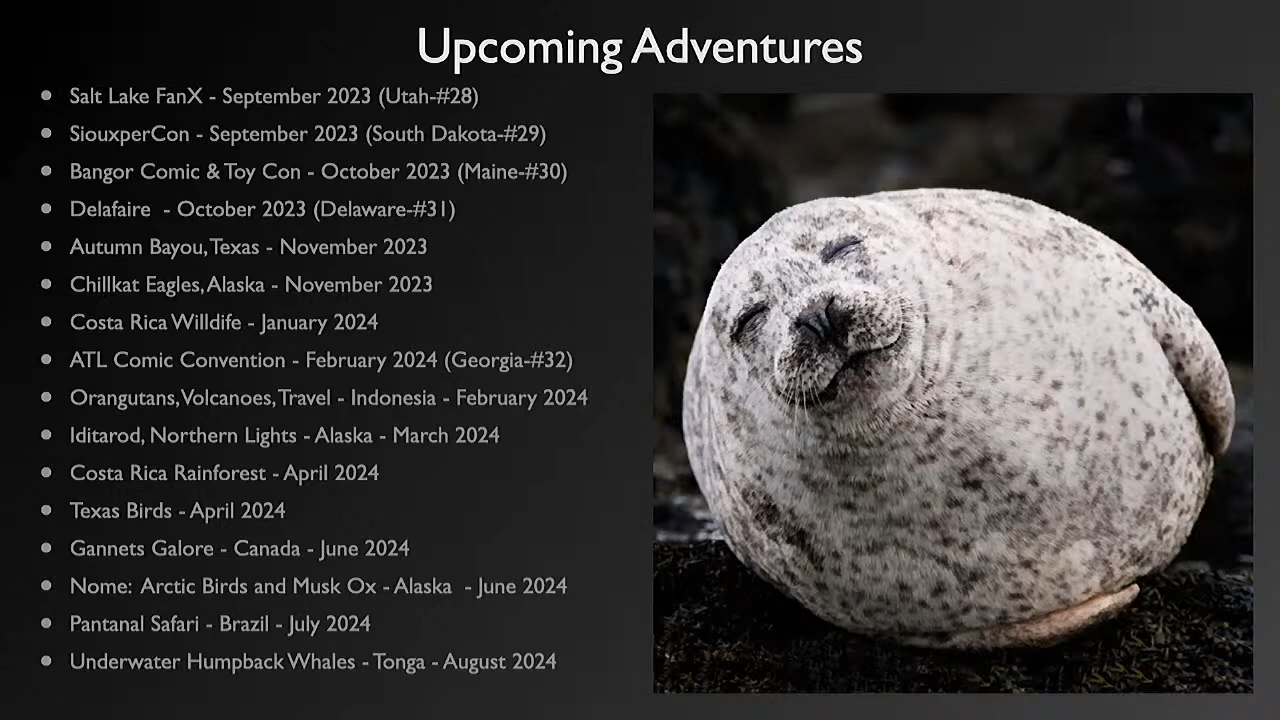 Upcoming Adventures
Salt Lake FanX - September 2023 (Utah-#28)
SiouxperCon - September 2023 (South Dakota-#29)
Bangor Comic & Toy Con - October 2023 (Maine-#30)
Delafaire - October 2023 (Delaware-#31)
Autumn Bayou, Texas - November 2023
Chillkat Eagles, Alaska - November 2023
Costa Rica Willdife - January 2024
ATL Comic Convention - February 2024 (Georgia-#32)
Orangutans, Volcanoes, Travel - Indonesia - February 2024
Iditarod, Northern Lights - Alaska - March 2024
Costa Rica Rainforest - April 2024
Texas Birds - April 2024
Gannets Galore - Canada - June 2024
Nome: Arctic Birds and Musk Ox - Alaska - June 2024
Pantanal Safari - Brazil - July 2024
Underwater Humpback Whales - Tonga - August 2024